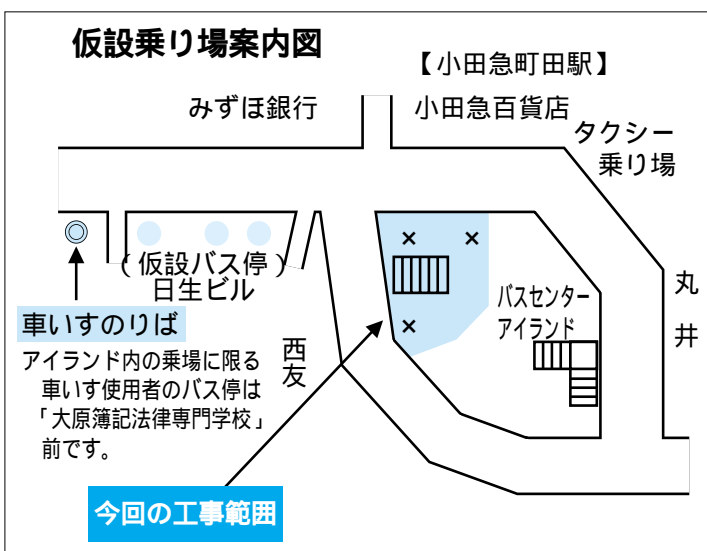 仮設乗り場案内図
【小田急町田駅】
みずほ銀行
小田急百貨店
タクシー
乗り場
(仮設バス停)
日生ビル
バスセンター
アイランド
丸井
車いすのりば
西友
アイランド内の乗場に限る
車いす使用者のバス停は
「大原簿記法律専門学校」
前です。
今回の工事範囲